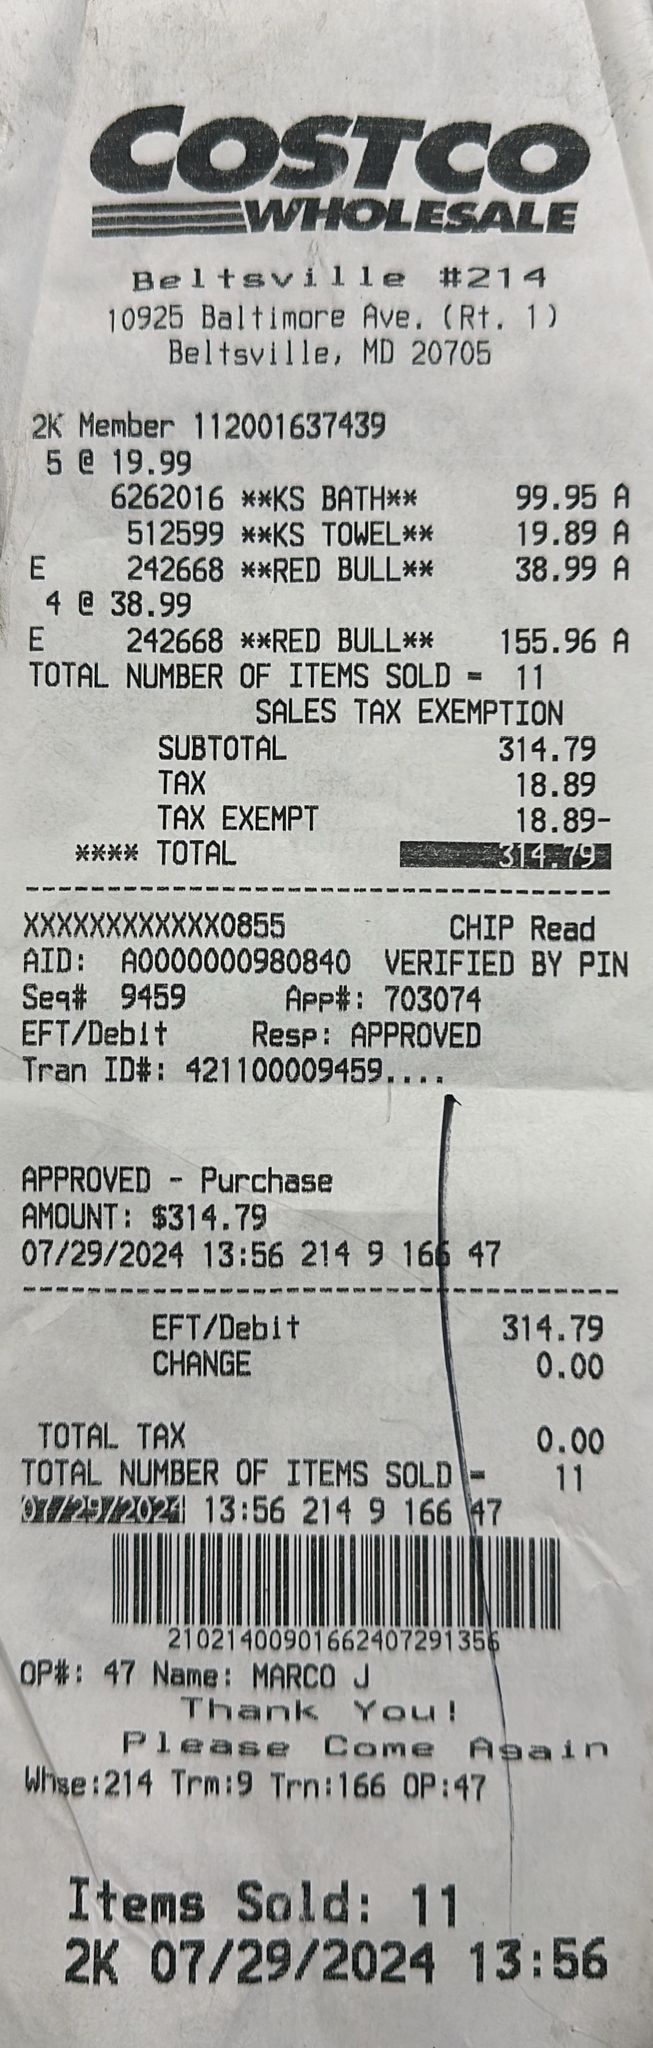 COSTCO
WHOLESALE
Beltsville #214
10925 Baltimore Ave. (Rt. 1)
Beltsville, MD 20705
2K Member 112001637439
5 @ 19.99
6262016 **KS BATH** 99.95 A
512599 **KS TOWEL** 19.89 A
E 242668 **RED BULL** 38.99 A
4 @ 38.99
E 242668 **RED BULL** 155.96 A
TOTAL NUMBER OF ITEMS SOLD = 11
SALES TAX EXEMPTION
SUBTOTAL 314.79
TAX 18.89
TAX EXEMPT 18.89-
**** TOTAL 314.79
XXXXXXXXXXXX0855 CHIP Read
AID: A0000000980840 VERIFIED BY PIN
Seq# 9459 App#: 703074
EFT/Debit Resp: APPROVED
Tran ID#: 421100009459....
APPROVED - Purchase
AMOUNT: $314.79
07/29/2024 13:56 214 9 166 47
EFT/Debit 314.79
CHANGE 0.00
TOTAL TAX 0.00
TOTAL NUMBER OF ITEMS SOLD = 11
07/29/2024 13:56 214 9 166 47
21021400901662407291356
OP#: 47 Name: MARCO J
Thank You!
Please Come Again
Whse:214 Trm:9 Trn:166 OP:47
Items Sold: 11
2K 07/29/2024 13:56